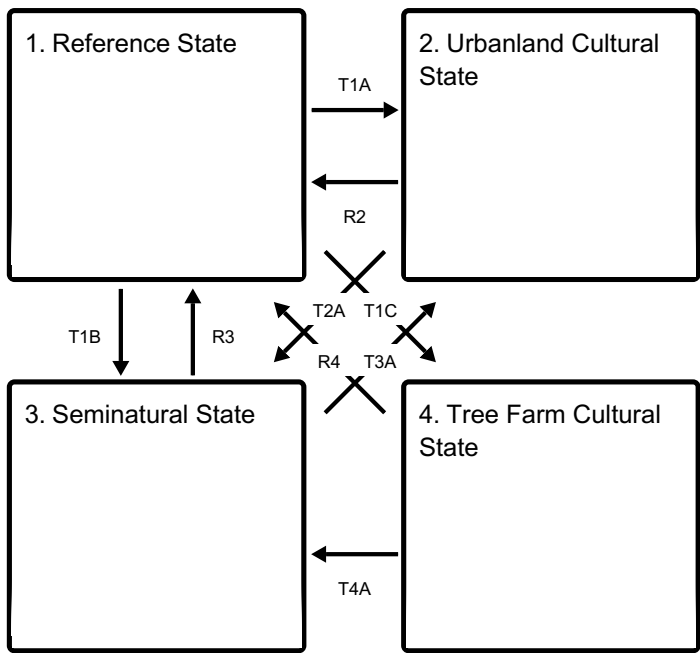 1. Reference State
2. Urbanland Cultural
State
T1A
R2
T2A
T1C
T1B
R3
R4
T3A
3. Seminatural State
4. Tree Farm Cultural
State
T4A